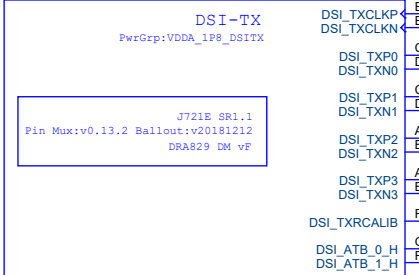 DSI-TX
PwrGrp:VDDA_1P8_DSITX
J721E SR1.1
Pin Mux:v0.13.2 Ballout:v20181212
DRA829 DM vF
DSI_TXCLKP
DSI_TXCLKN
DSI_TXP0
DSI_TXN0
DSI_TXP1
DSI_TXN1
DSI_TXP2
DSI_TXN2
DSI_TXP3
DSI_TXN3
DSI_TXRCALIB
DSI_ATB_0_H
DSI_ATB_1_H